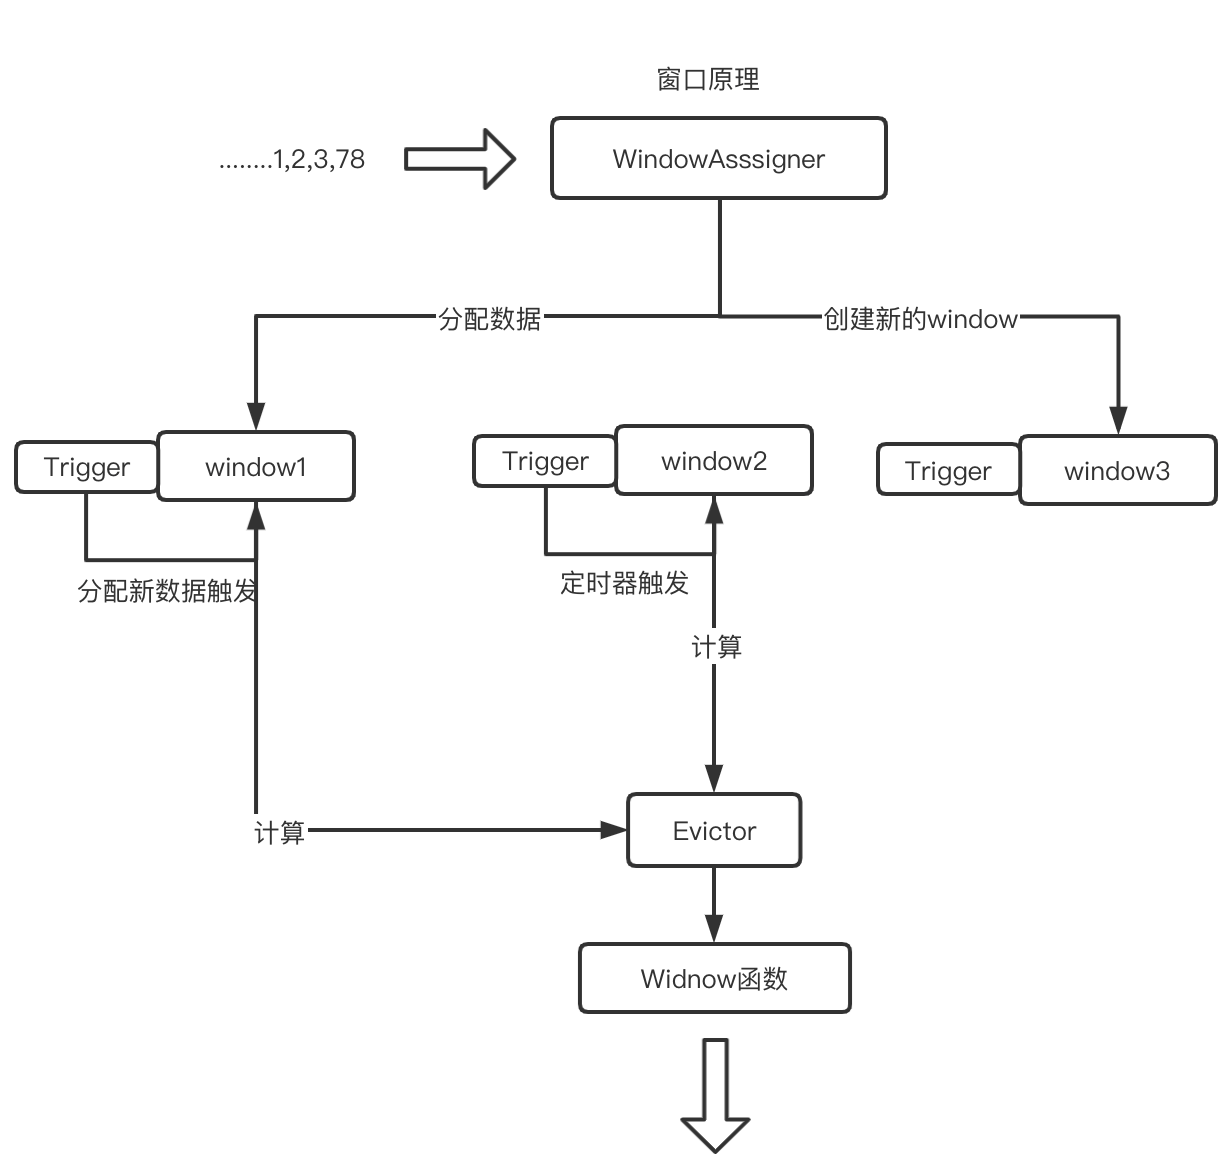 窗口原理
........1,2,3,78
WindowAsssigner
分配数据
创建新的window
Trigger
window1
Trigger
window2
Trigger
window3
分配新数据触发
定时器触发
计算
计算
Evictor
Widnow函数